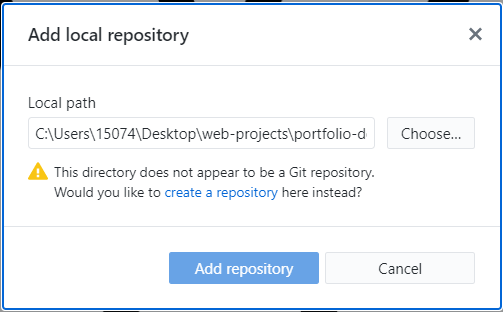 Add local repository
Local path
C:\Users\15074\Desktop\web-projects\portfolio-d
Choose...
This directory does not appear to be a Git repository.
Would you like to create a repository here instead?
Add repository
Cancel